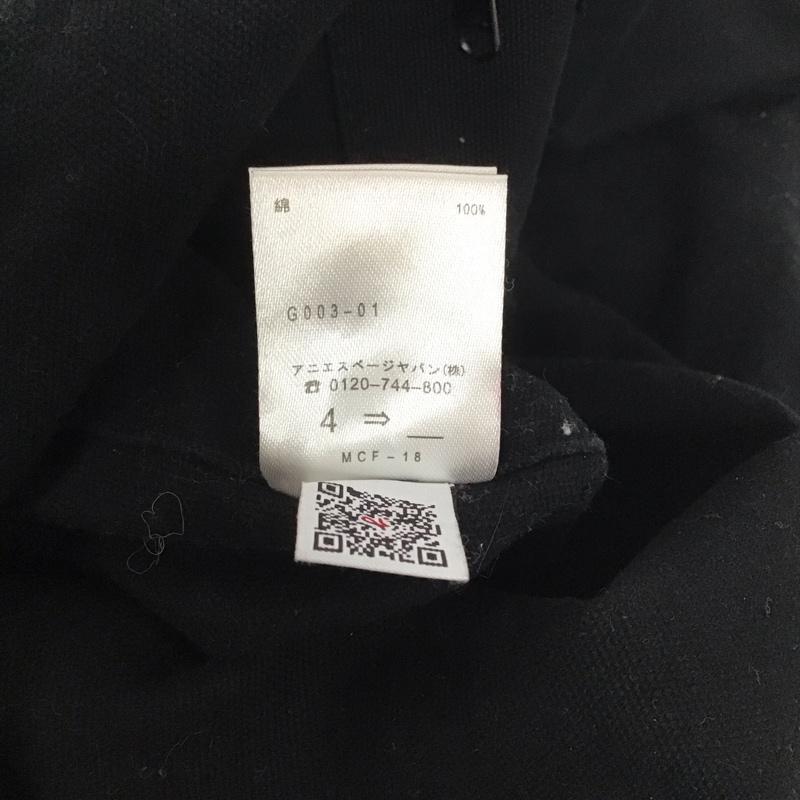 綿 100%
G003-01
アニエスベージャパン(株)
☎ 0120-744-800
4 ⇒ __
MCF-18